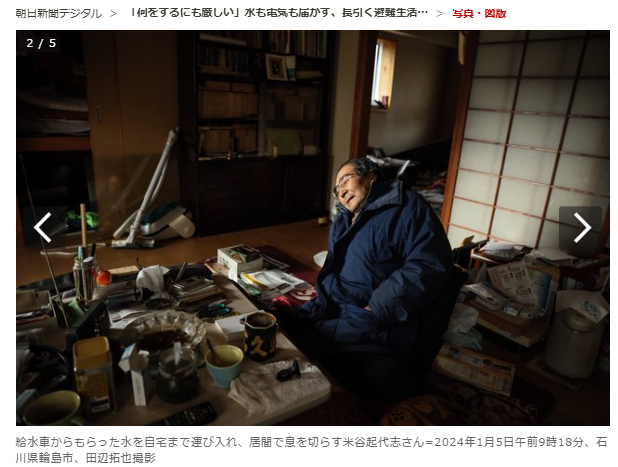 朝日新聞デジタル > 「何をするにも厳しい」水も電気も届かず、長引く避難生活… > 写真・図版
2 / 5
久
給水車からもらった水を自宅まで運び入れ、居間で息を切らす米谷起代志さん=2024年1月5日午前9時18分、石
川県輪島市、田辺拓也撮影